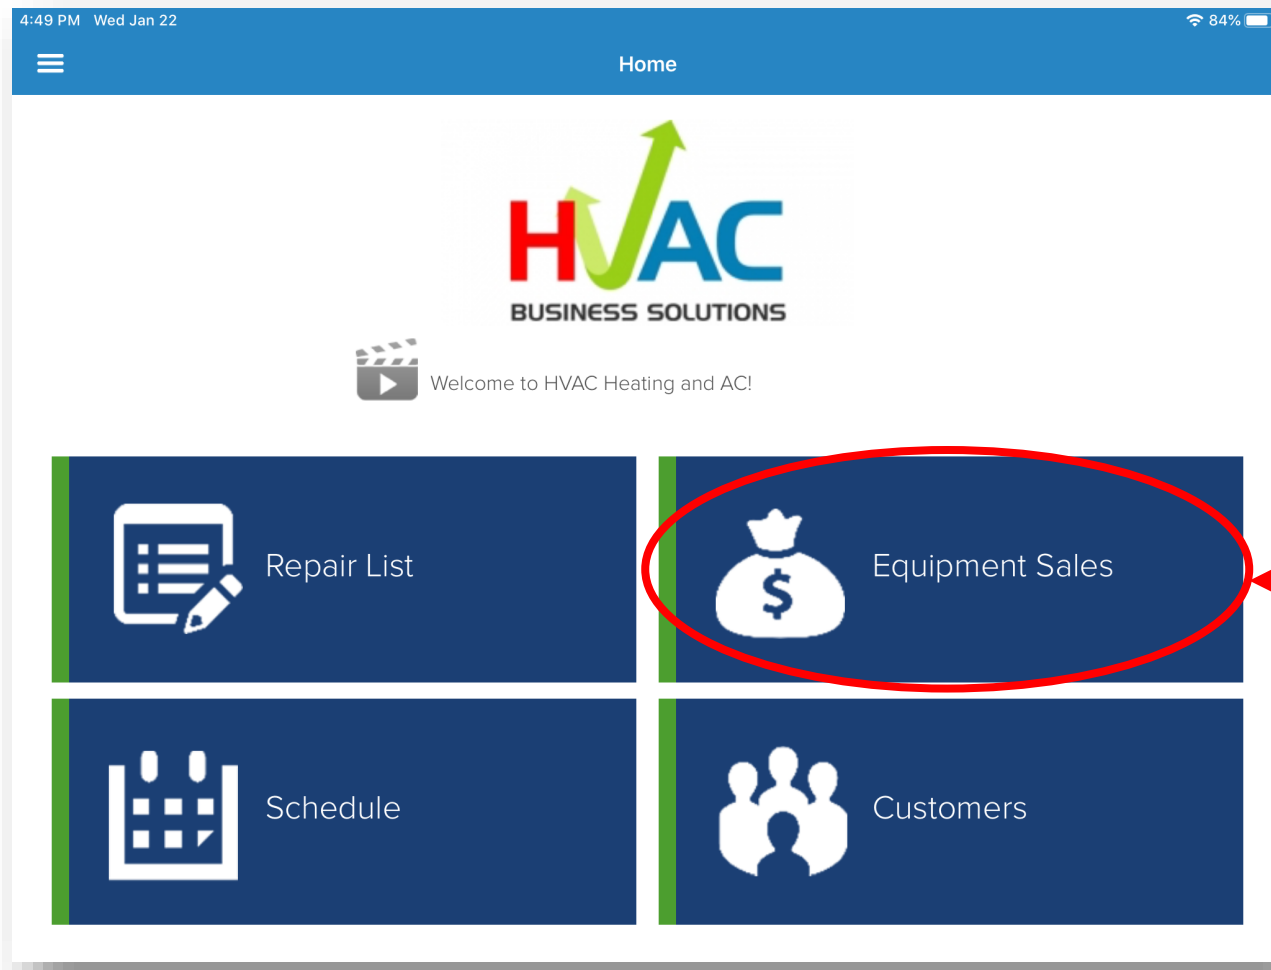 4:49 PM Wed Jan 22 84%
Home
HVAC
BUSINESS SOLUTIONS
Welcome to HVAC Heating and AC!
Repair List
$ Equipment Sales
Schedule
Customers